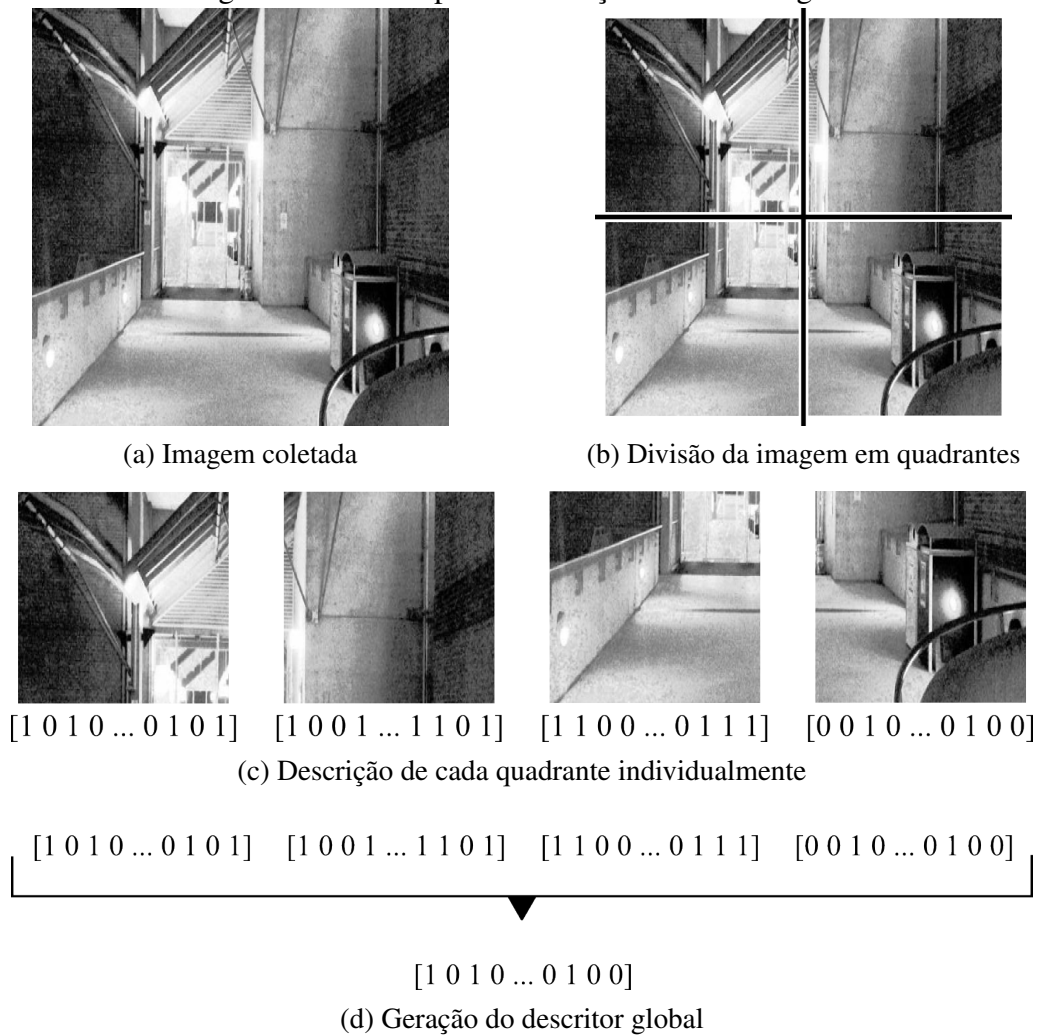 (a) Imagem coletada
(b) Divisão da imagem em quadrantes
[1 0 1 0 ... 0 1 0 1]
[1 0 0 1 ... 1 1 0 1]
[1 1 0 0 ... 0 1 1 1]
[0 0 1 0 ... 0 1 0 0]
(c) Descrição de cada quadrante individualmente
[1 0 1 0 ... 0 1 0 1]
[1 0 0 1 ... 1 1 0 1]
[1 1 0 0 ... 0 1 1 1]
[0 0 1 0 ... 0 1 0 0]
[1 0 1 0 ... 0 1 0 0]
(d) Geração do descritor global